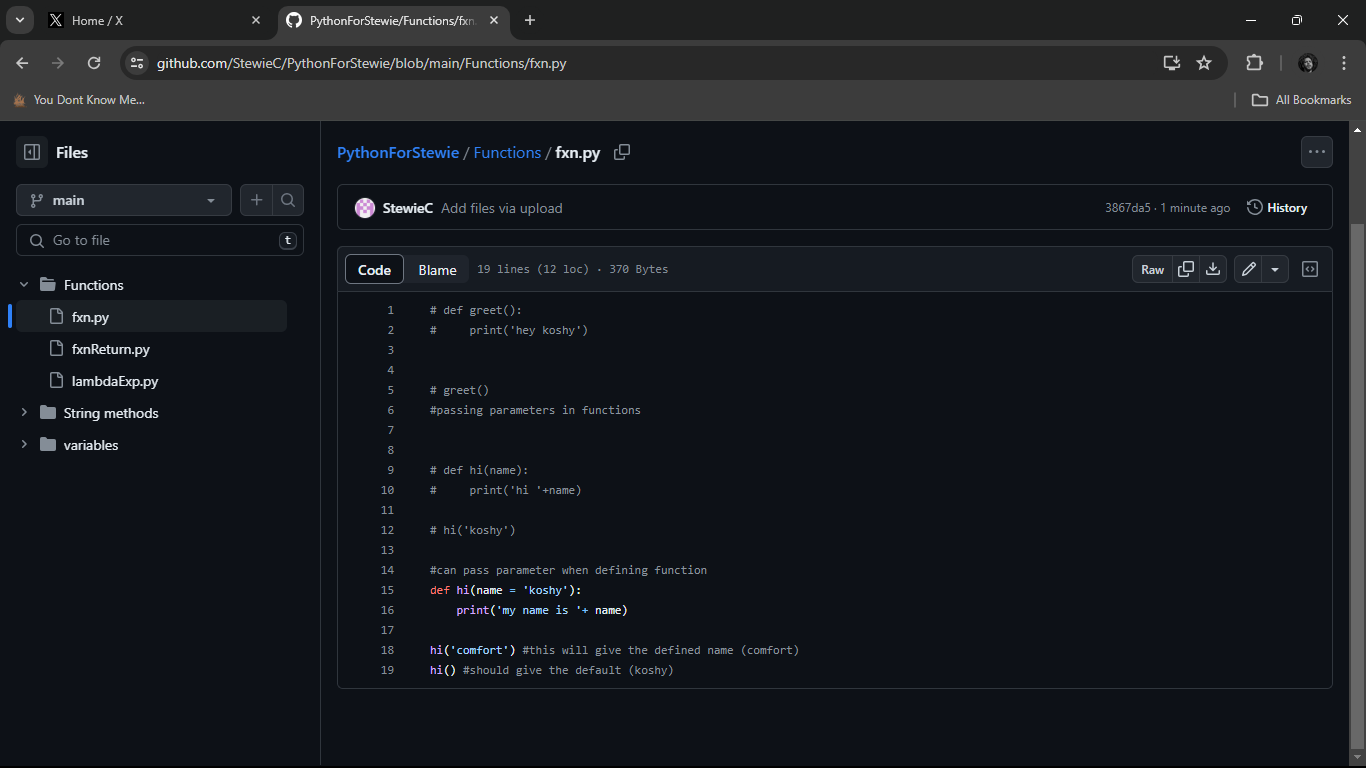 Home / X
PythonForStewie/Functions/fxn.
github.com/StewieC/PythonForStewie/blob/main/Functions/fxn.py
You Dont Know Me...
All Bookmarks
Files
PythonForStewie / Functions / fxn.py
main
StewieC Add files via upload
3867da5 · 1 minute ago
History
Go to file
t
Code
Blame
19 lines (12 loc) · 370 Bytes
Raw
Functions
fxn.py
fxnReturn.py
lambdaExp.py
String methods
variables
1 # def greet():
2 #     print('hey koshy')
3
4
5 # greet()
6 #passing parameters in functions
7
8
9 # def hi(name):
10 #     print('hi '+name)
11
12 # hi('koshy')
13
14 #can pass parameter when defining function
15 def hi(name = 'koshy'):
16     print('my name is '+ name)
17
18 hi('comfort') #this will give the defined name (comfort)
19 hi() #should give the default (koshy)